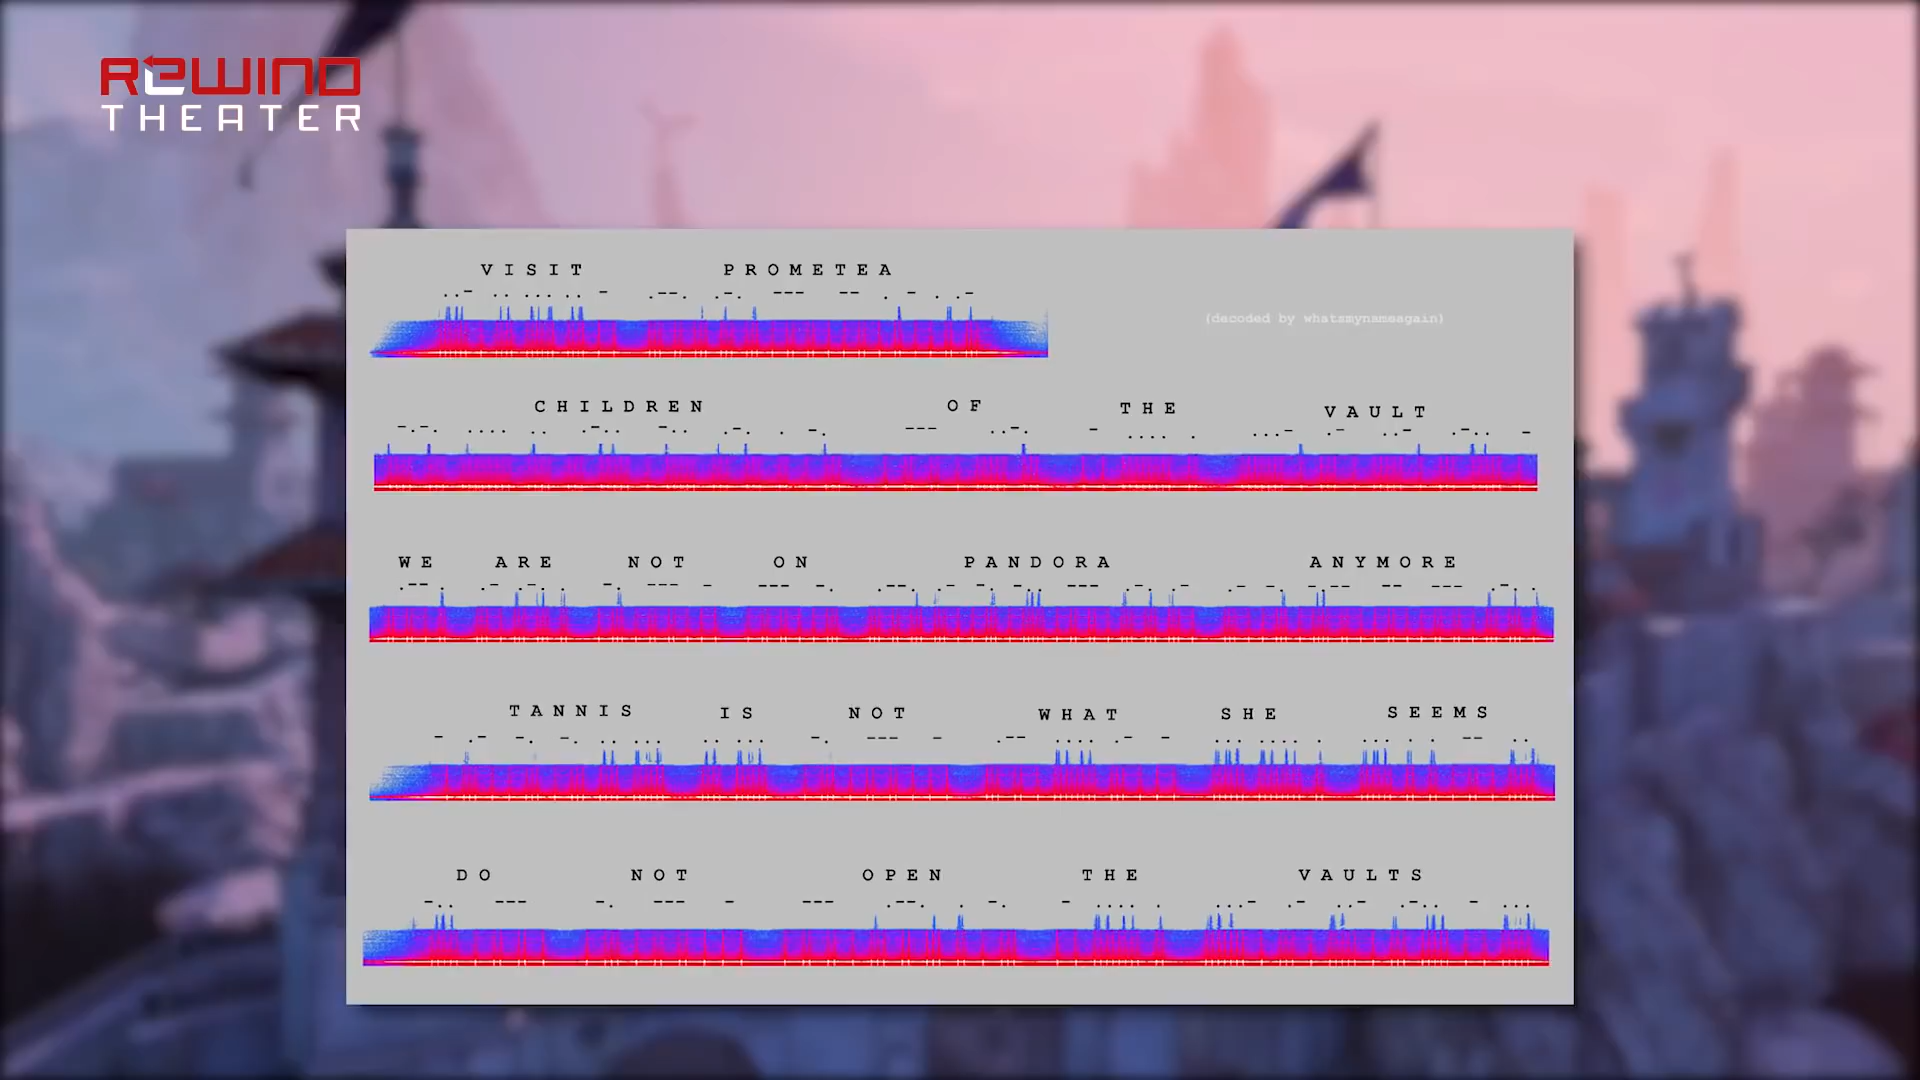 REWIND
THEATER
VISIT PROMETEA
..- .. ... .. - .--. .-. --- -- . - . .-
(decoded by whatsmynameagain)
CHILDREN OF THE VAULT
-.-. .... .. .-.. -.. .-. . -. --- ..-. - .... . ...- .- ..- .-.. -
WE ARE NOT ON PANDORA ANYMORE
.-- . .- .-. . -. --- - --- -. .--. .- -. -.. --- .-. .- .- -. -.-- -- --- .-. .
TANNIS IS NOT WHAT SHE SEEMS
- .- -. -. .. ... .. ... -. --- - .-- .... .- - ... .... . ... . . -- ...
DO NOT OPEN THE VAULTS
-.. --- -. --- - --- .--. . -. - .... . ...- .- ..- .-.. - ...